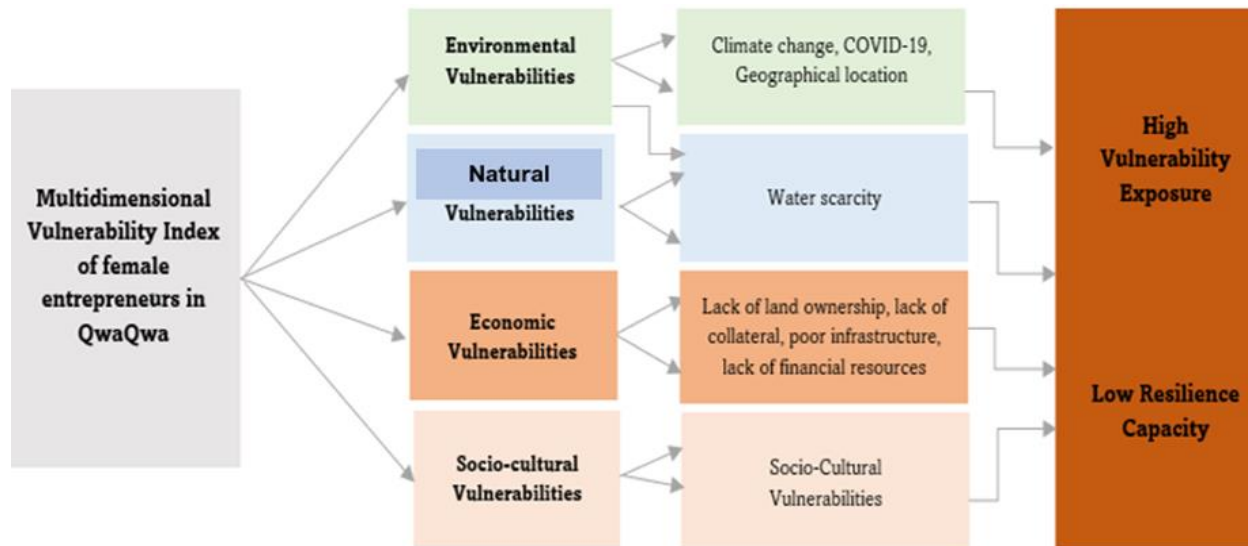 Multidimensional
Vulnerability Index
of female
entrepreneurs in
QwaQwa
Environmental
Vulnerabilities
Climate change, COVID-19,
Geographical location
Natural
Vulnerabilities
Water scarcity
Economic
Vulnerabilities
Lack of land ownership, lack of
collateral, poor infrastructure,
lack of financial resources
Socio-cultural
Vulnerabilities
Socio-Cultural
Vulnerabilities
High
Vulnerability
Exposure
Low Resilience
Capacity